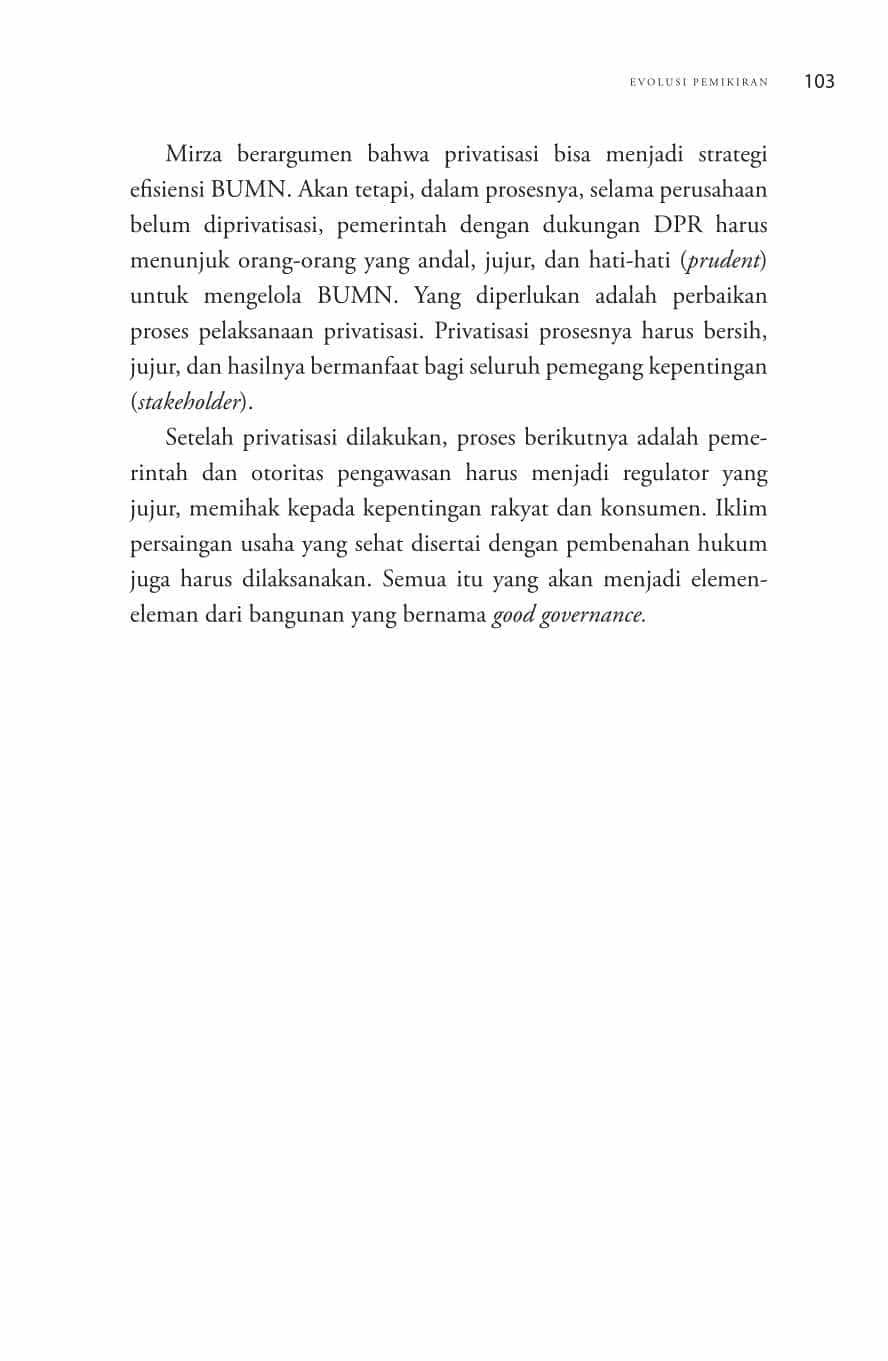 EVOLUSI PEMIKIRAN 103
Mirza berargumen bahwa privatisasi bisa menjadi strategi
efisiensi BUMN. Akan tetapi, dalam prosesnya, selama perusahaan
belum diprivatisasi, pemerintah dengan dukungan DPR harus
menunjuk orang-orang yang andal, jujur, dan hati-hati (prudent)
untuk mengelola BUMN. Yang diperlukan adalah perbaikan
proses pelaksanaan privatisasi. Privatisasi prosesnya harus bersih,
jujur, dan hasilnya bermanfaat bagi seluruh pemegang kepentingan
(stakeholder).
Setelah privatisasi dilakukan, proses berikutnya adalah peme-
rintah dan otoritas pengawasan harus menjadi regulator yang
jujur, memihak kepada kepentingan rakyat dan konsumen. Iklim
persaingan usaha yang sehat disertai dengan pembenahan hukum
juga harus dilaksanakan. Semua itu yang akan menjadi elemen-
eleman dari bangunan yang bernama good governance.